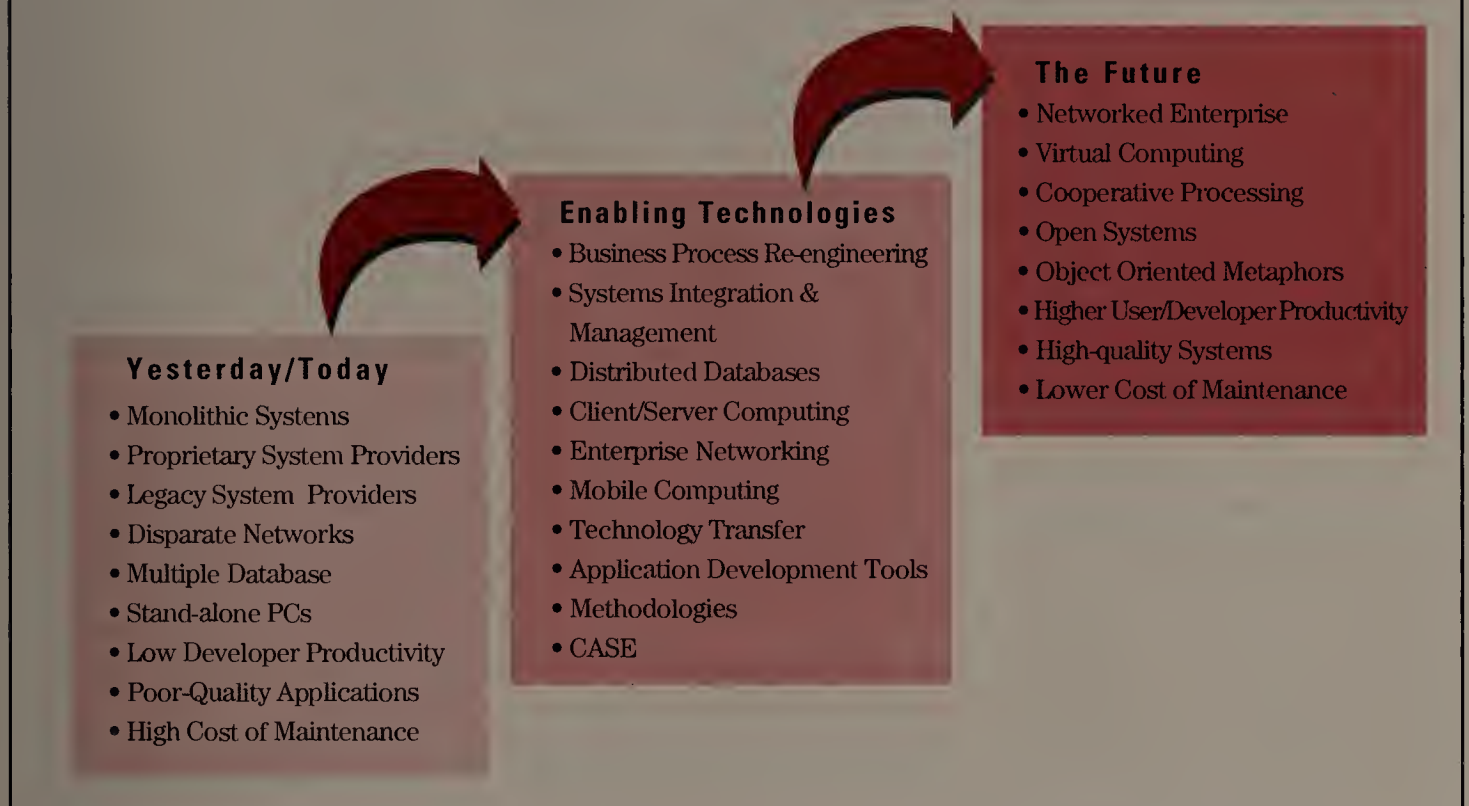 Yesterday/Today
• Monolithic Systems
• Proprietary System Providers
• Legacy System Providers
• Disparate Networks
• Multiple Database
• Stand-alone PCs
• Low Developer Productivity
• Poor-Quality Applications
• High Cost of Maintenance
Enabling Technologies
• Business Process Re-engineering
• Systems Integration &
Management
• Distributed Databases
• Client/Server Computing
• Enterprise Networking
• Mobile Computing
• Technology Transfer
• Application Development Tools
• Methodologies
• CASE
The Future
• Networked Enterprise
• Virtual Computing
• Cooperative Processing
• Open Systems
• Object Oriented Metaphors
• Higher User/Developer Productivity
• High-quality Systems
• Lower Cost of Maintenance